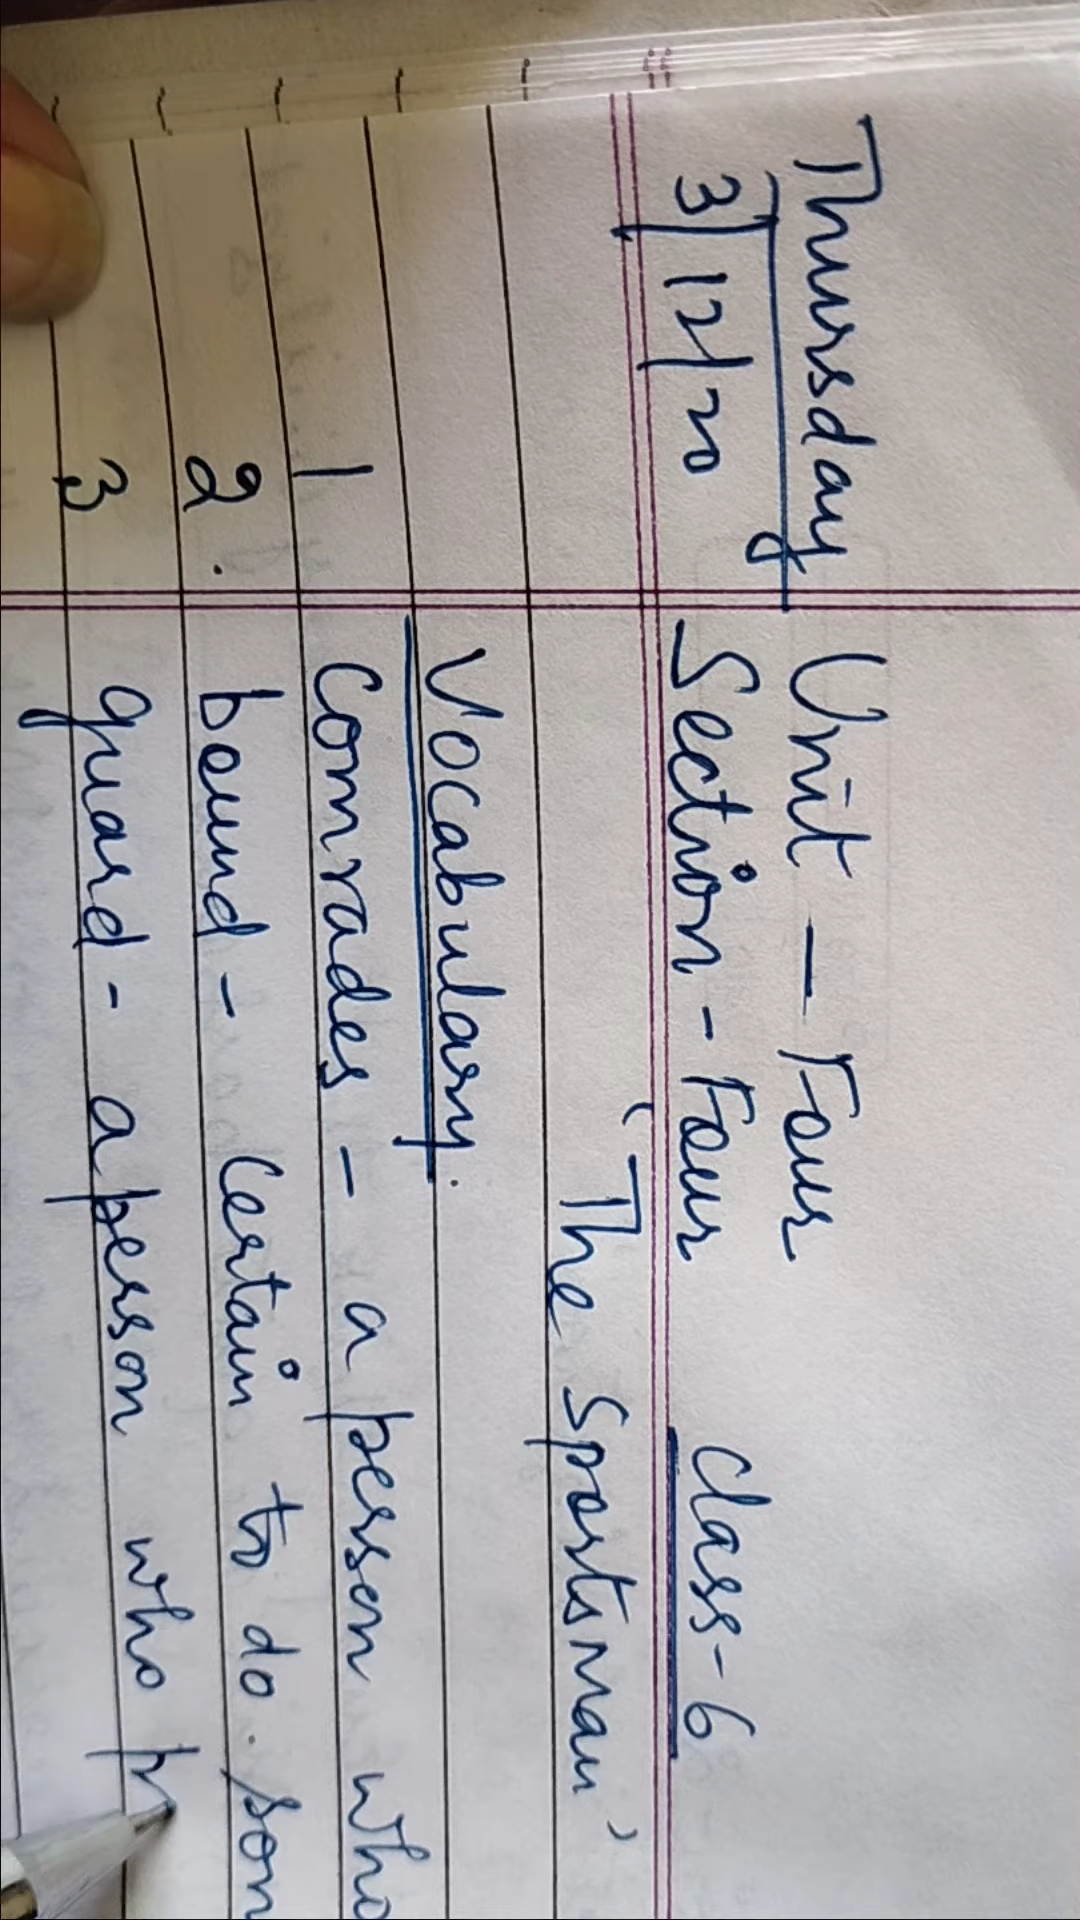 Thursday Unit - Four
3/12/20 Section - Four Class-6
'The Sportsman'
Vocabulary.
1 Comrades - a person who
2. bound - Certain to do. som
3 guard - a person who